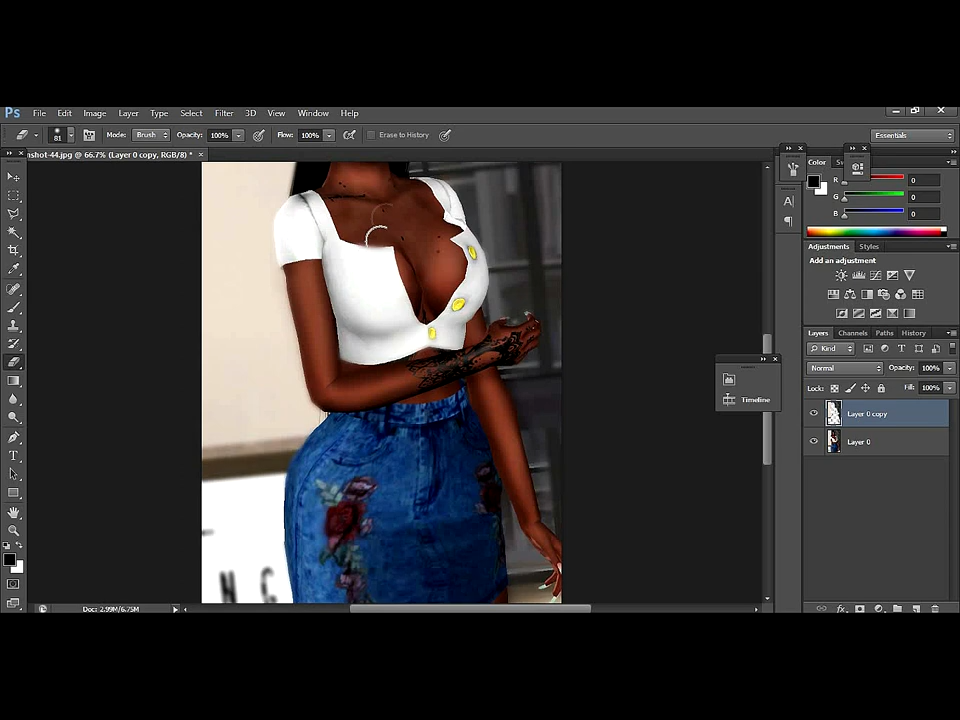 Ps File Edit Image Layer Type Select Filter 3D View Window Help
81 Mode: Brush Opacity: 100% Flow: 100% Erase to History Essentials
nshot-44.jpg @ 66.7% (Layer 0 copy, RGB/8) * ×
Color Sw
R 0
G 0
B 0
Adjustments Styles
Add an adjustment
Layers Channels Paths History
Kind
Normal Opacity: 100%
Lock: Fill: 100%
Timeline
Layer 0 copy
Layer 0
N G
Doc: 2.99M/6.75M